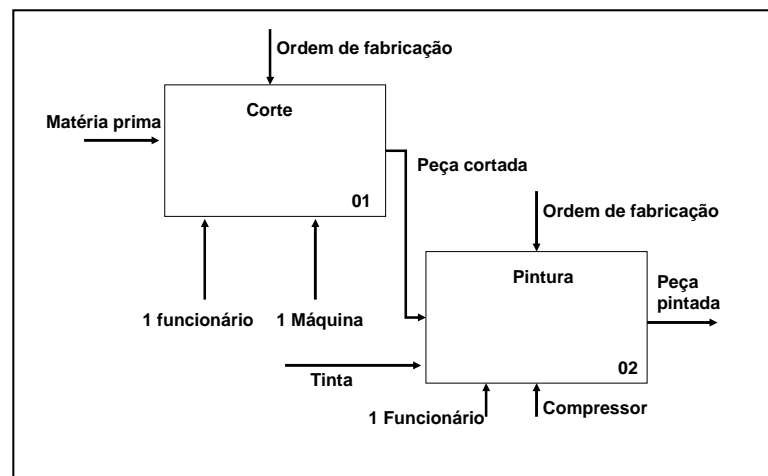 Ordem de fabricação
Corte
Matéria prima
Peça cortada
01
Ordem de fabricação
Pintura
Peça
pintada
1 funcionário
1 Máquina
02
Tinta
1 Funcionário
Compressor